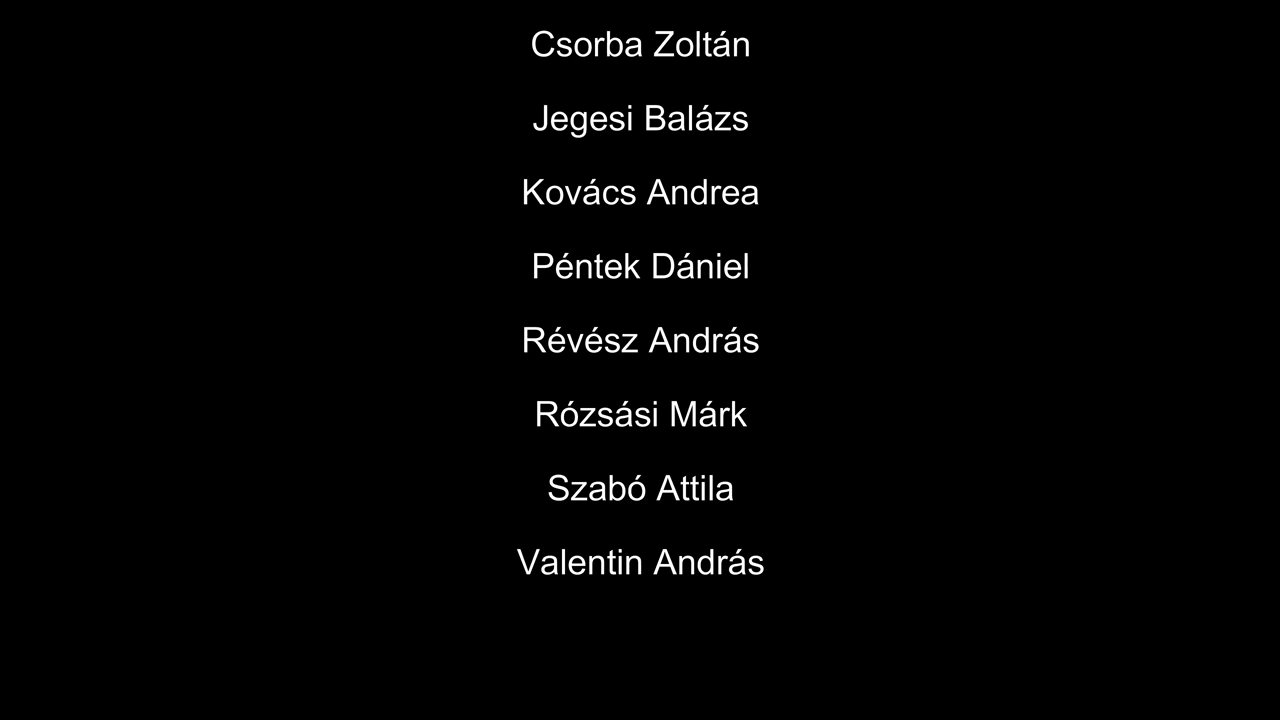 Csorba Zoltán
Jegesi Balázs
Kovács Andrea
Péntek Dániel
Révész András
Rózsási Márk
Szabó Attila
Valentin András